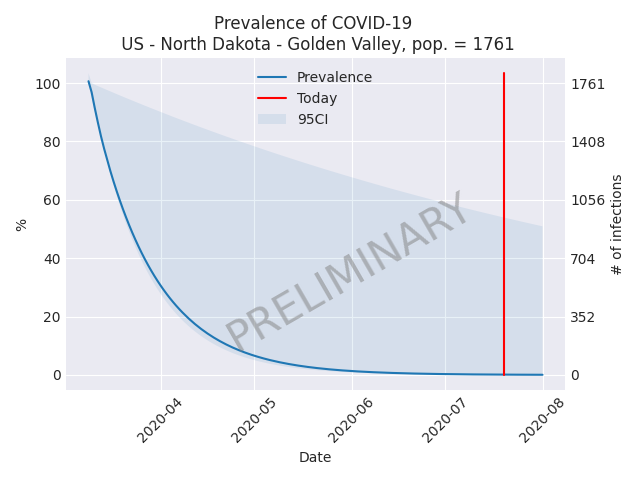 Prevalence of COVID-19
US - North Dakota - Golden Valley, pop. = 1761
Prevalence
Today
95CI
100
80
60
40
20
0
%
1761
1408
1056
704
352
0
# of infections
PRELIMINARY
2020-04
2020-05
2020-06
2020-07
2020-08
Date